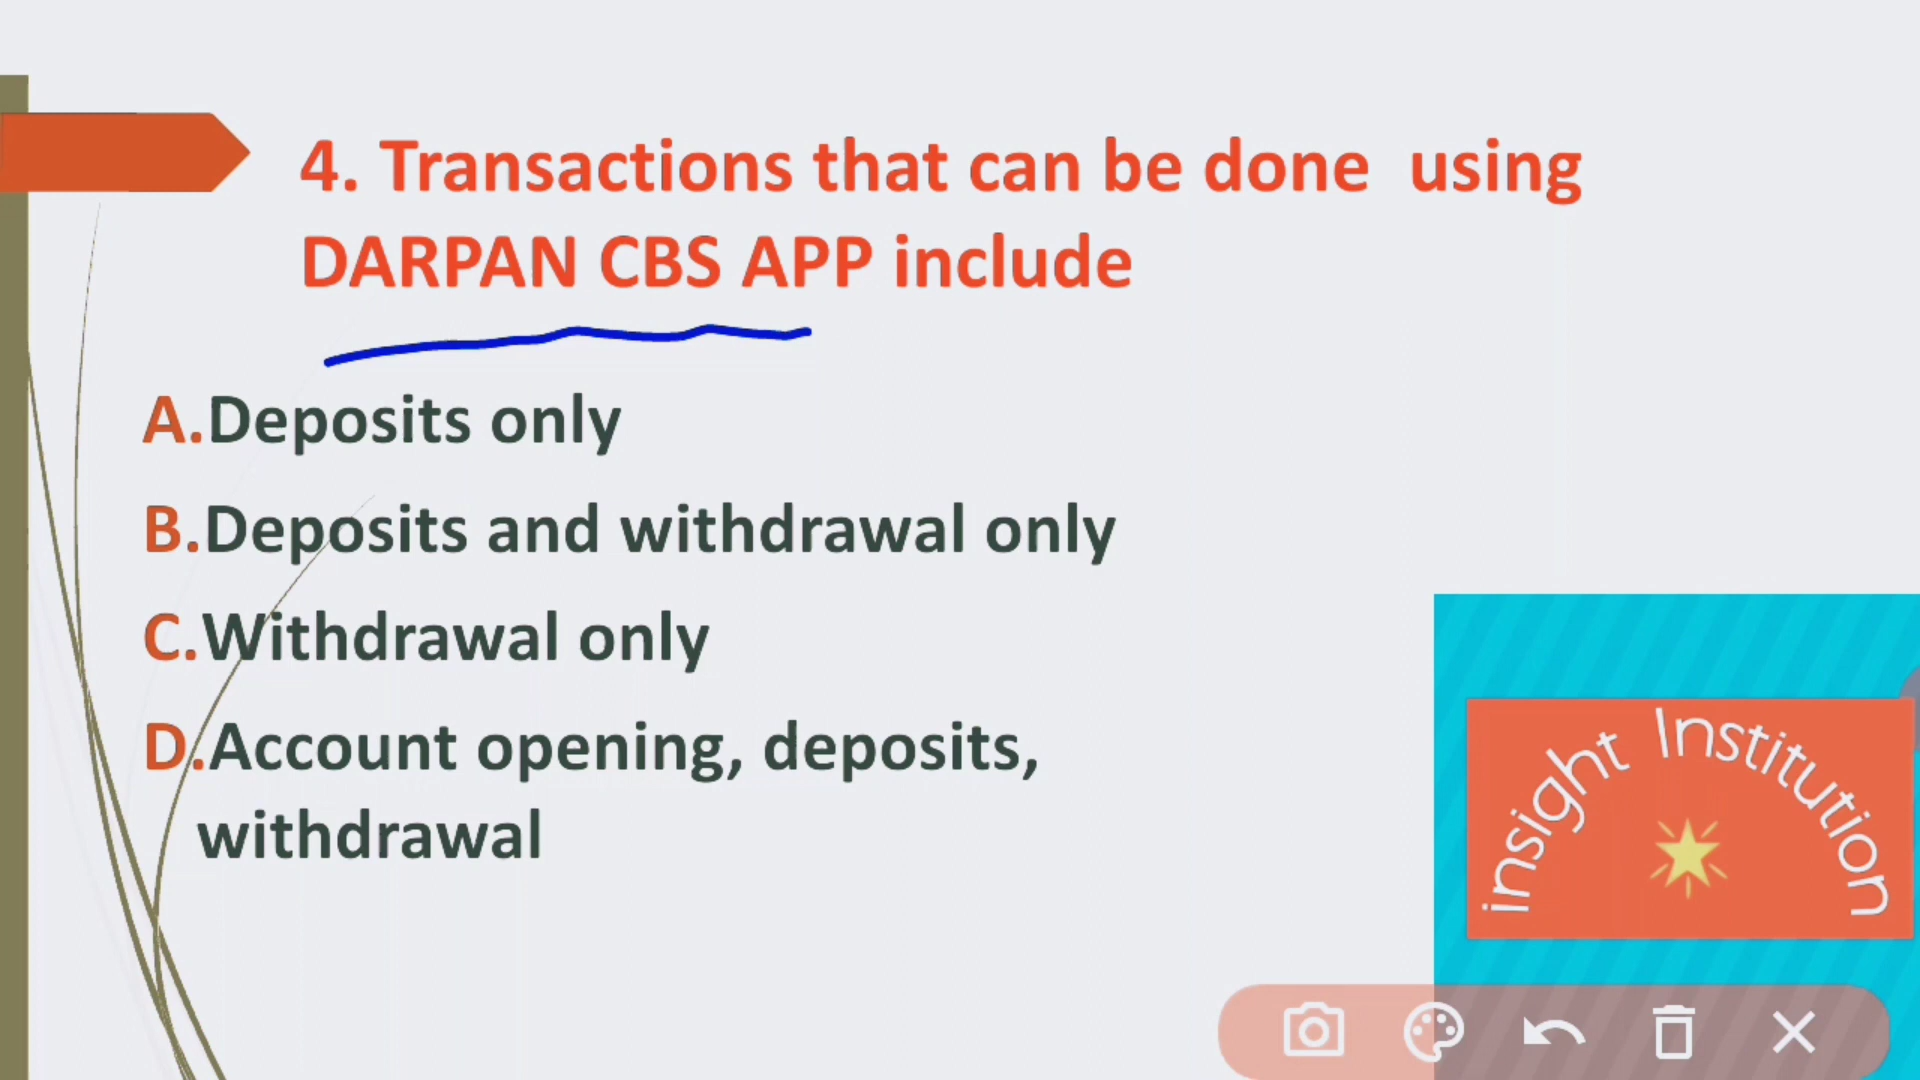 4. Transactions that can be done  using
DARPAN CBS APP include
A.Deposits only
B.Deposits and withdrawal only
C.Withdrawal only
D.Account opening, deposits,
withdrawal
insight Institution